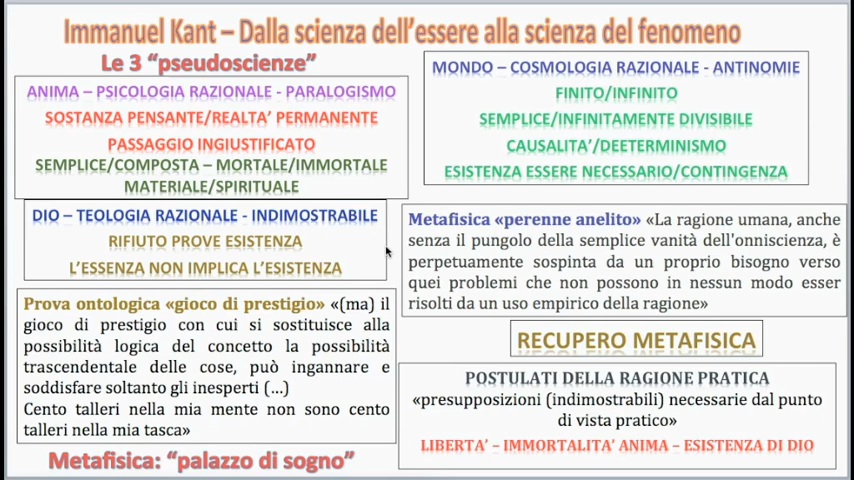 Immanuel Kant – Dalla scienza dell'essere alla scienza del fenomeno
Le 3 “pseudoscienze”
ANIMA – PSICOLOGIA RAZIONALE - PARALOGISMO
SOSTANZA PENSANTE/REALTA’ PERMANENTE
PASSAGGIO INGIUSTIFICATO
SEMPLICE/COMPOSTA – MORTALE/IMMORTALE
MATERIALE/SPIRITUALE
DIO – TEOLOGIA RAZIONALE - INDIMOSTRABILE
RIFIUTO PROVE ESISTENZA
L’ESSENZA NON IMPLICA L’ESISTENZA
Prova ontologica «gioco di prestigio» «(ma) il
gioco di prestigio con cui si sostituisce alla
possibilità logica del concetto la possibilità
trascendentale delle cose, può ingannare e
soddisfare soltanto gli inesperti (…)
Cento talleri nella mia mente non sono cento
talleri nella mia tasca»
Metafisica: “palazzo di sogno”
MONDO – COSMOLOGIA RAZIONALE - ANTINOMIE
FINITO/INFINITO
SEMPLICE/INFINITAMENTE DIVISIBILE
CAUSALITA’/DEETERMINISMO
ESISTENZA ESSERE NECESSARIO/CONTINGENZA
Metafisica «perenne anelito» «La ragione umana, anche
senza il pungolo della semplice vanità dell'onniscienza, è
perpetuamente sospinta da un proprio bisogno verso
quei problemi che non possono in nessun modo esser
risolti da un uso empirico della ragione»
RECUPERO METAFISICA
POSTULATI DELLA RAGIONE PRATICA
«presupposizioni (indimostrabili) necessarie dal punto
di vista pratico»
LIBERTA’ – IMMORTALITA’ ANIMA – ESISTENZA DI DIO